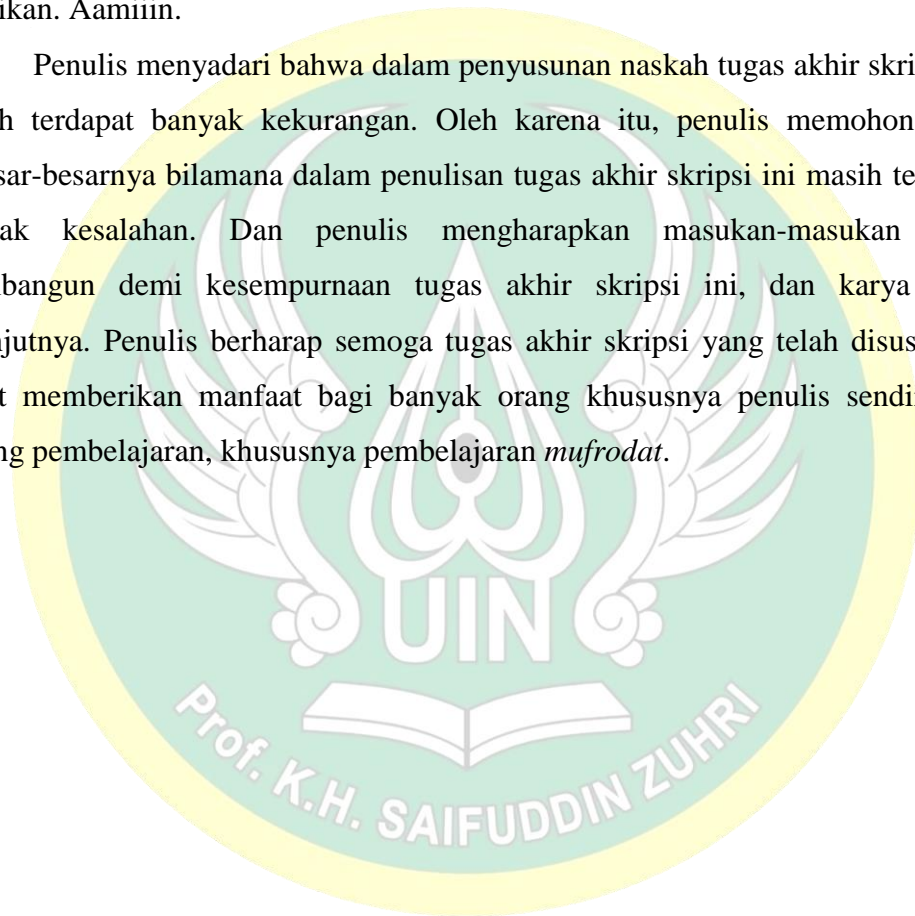 ikan. Aamiiin.
Penulis menyadari bahwa dalam penyusunan naskah tugas akhir skri
h terdapat banyak kekurangan. Oleh karena itu, penulis memohon
sar-besarnya bilamana dalam penulisan tugas akhir skripsi ini masih te
ak kesalahan. Dan penulis mengharapkan masukan-masukan
bangun demi kesempurnaan tugas akhir skripsi ini, dan karya
jutnya. Penulis berharap semoga tugas akhir skripsi yang telah disus
t memberikan manfaat bagi banyak orang khususnya penulis sendi
ng pembelajaran, khususnya pembelajaran mufrodat.
UIN
Prof. K.H. SAIFUDDIN ZUHRI